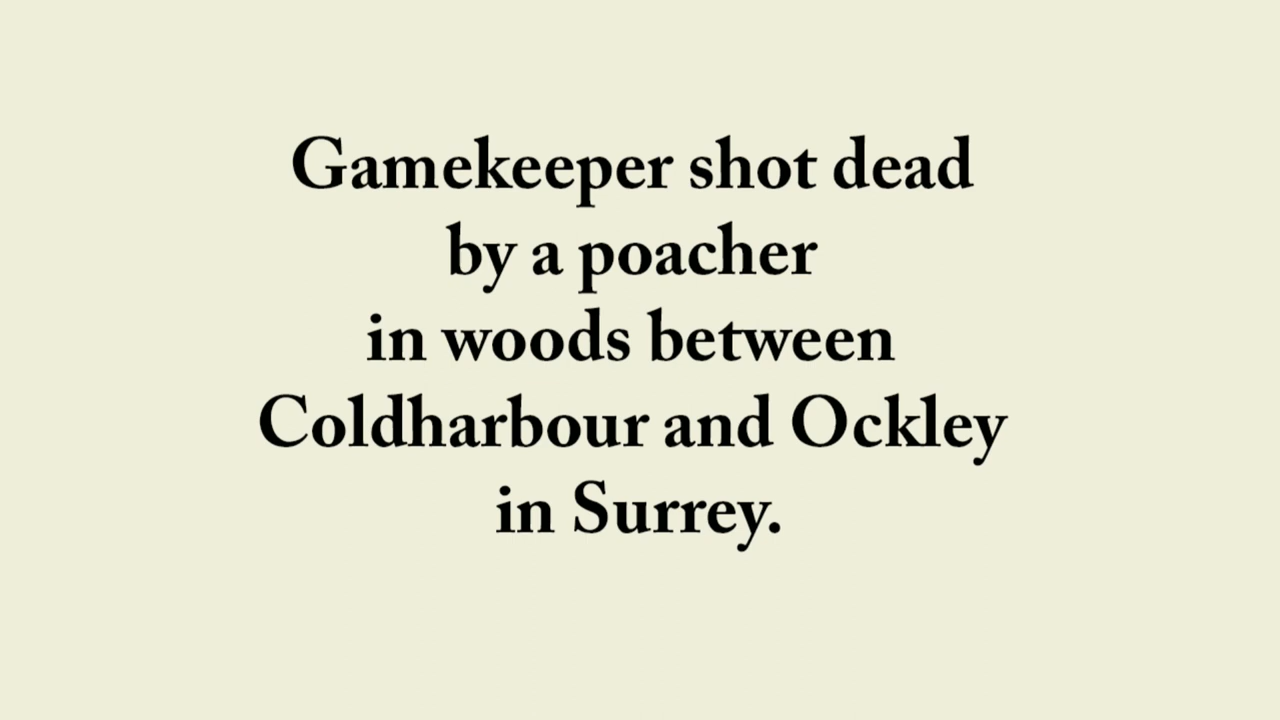 Gamekeeper shot dead
by a poacher
in woods between
Coldharbour and Ockley
in Surrey.